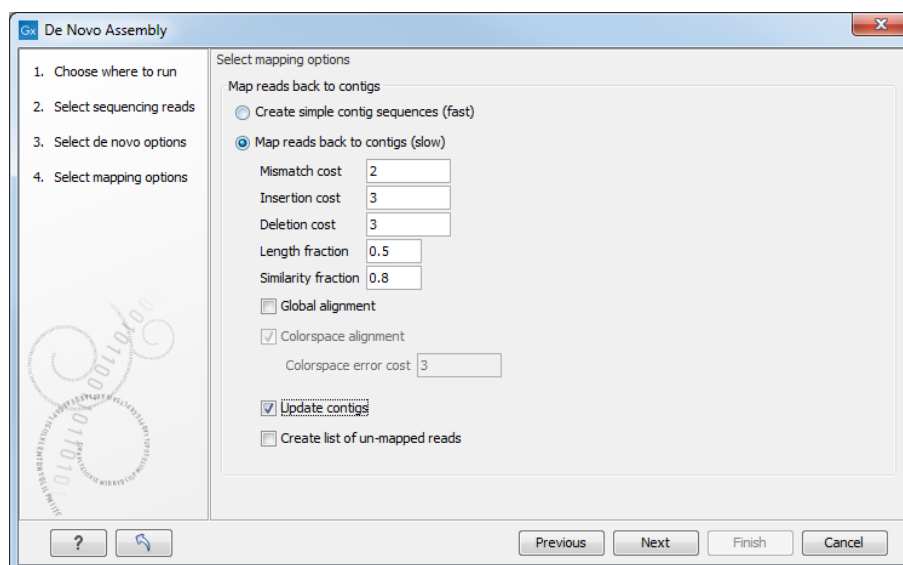 Gx De Novo Assembly
1. Choose where to run
2. Select sequencing reads
3. Select de novo options
4. Select mapping options
Select mapping options
Map reads back to contigs
Create simple contig sequences (fast)
Map reads back to contigs (slow)
Mismatch cost 2
Insertion cost 3
Deletion cost 3
Length fraction 0.5
Similarity fraction 0.8
Global alignment
Colorspace alignment
Colorspace error cost 3
Update contigs
Create list of un-mapped reads
? Previous Next Finish Cancel